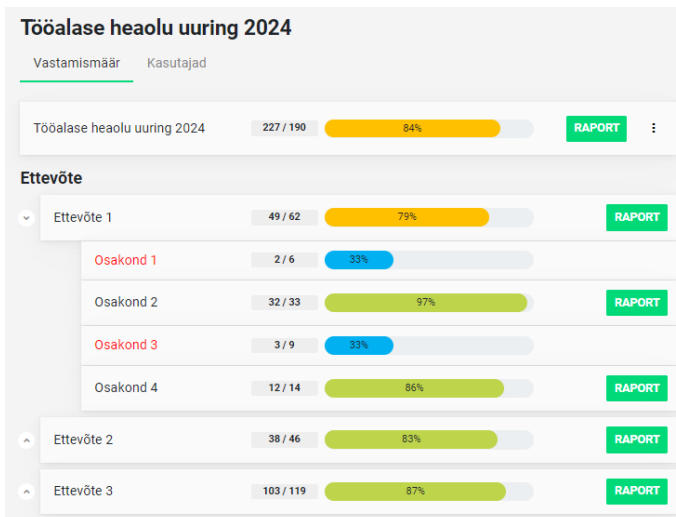 Tööalase heaolu uuring 2024
Vastamismäär Kasutajad
Tööalase heaolu uuring 2024 227 / 190 84% RAPORT
Ettevõte
Ettevõte 1 49 / 62 79% RAPORT
Osakond 1 2 / 6 33%
Osakond 2 32 / 33 97% RAPORT
Osakond 3 3 / 9 33%
Osakond 4 12 / 14 86% RAPORT
Ettevõte 2 38 / 46 83% RAPORT
Ettevõte 3 103 / 119 87% RAPORT